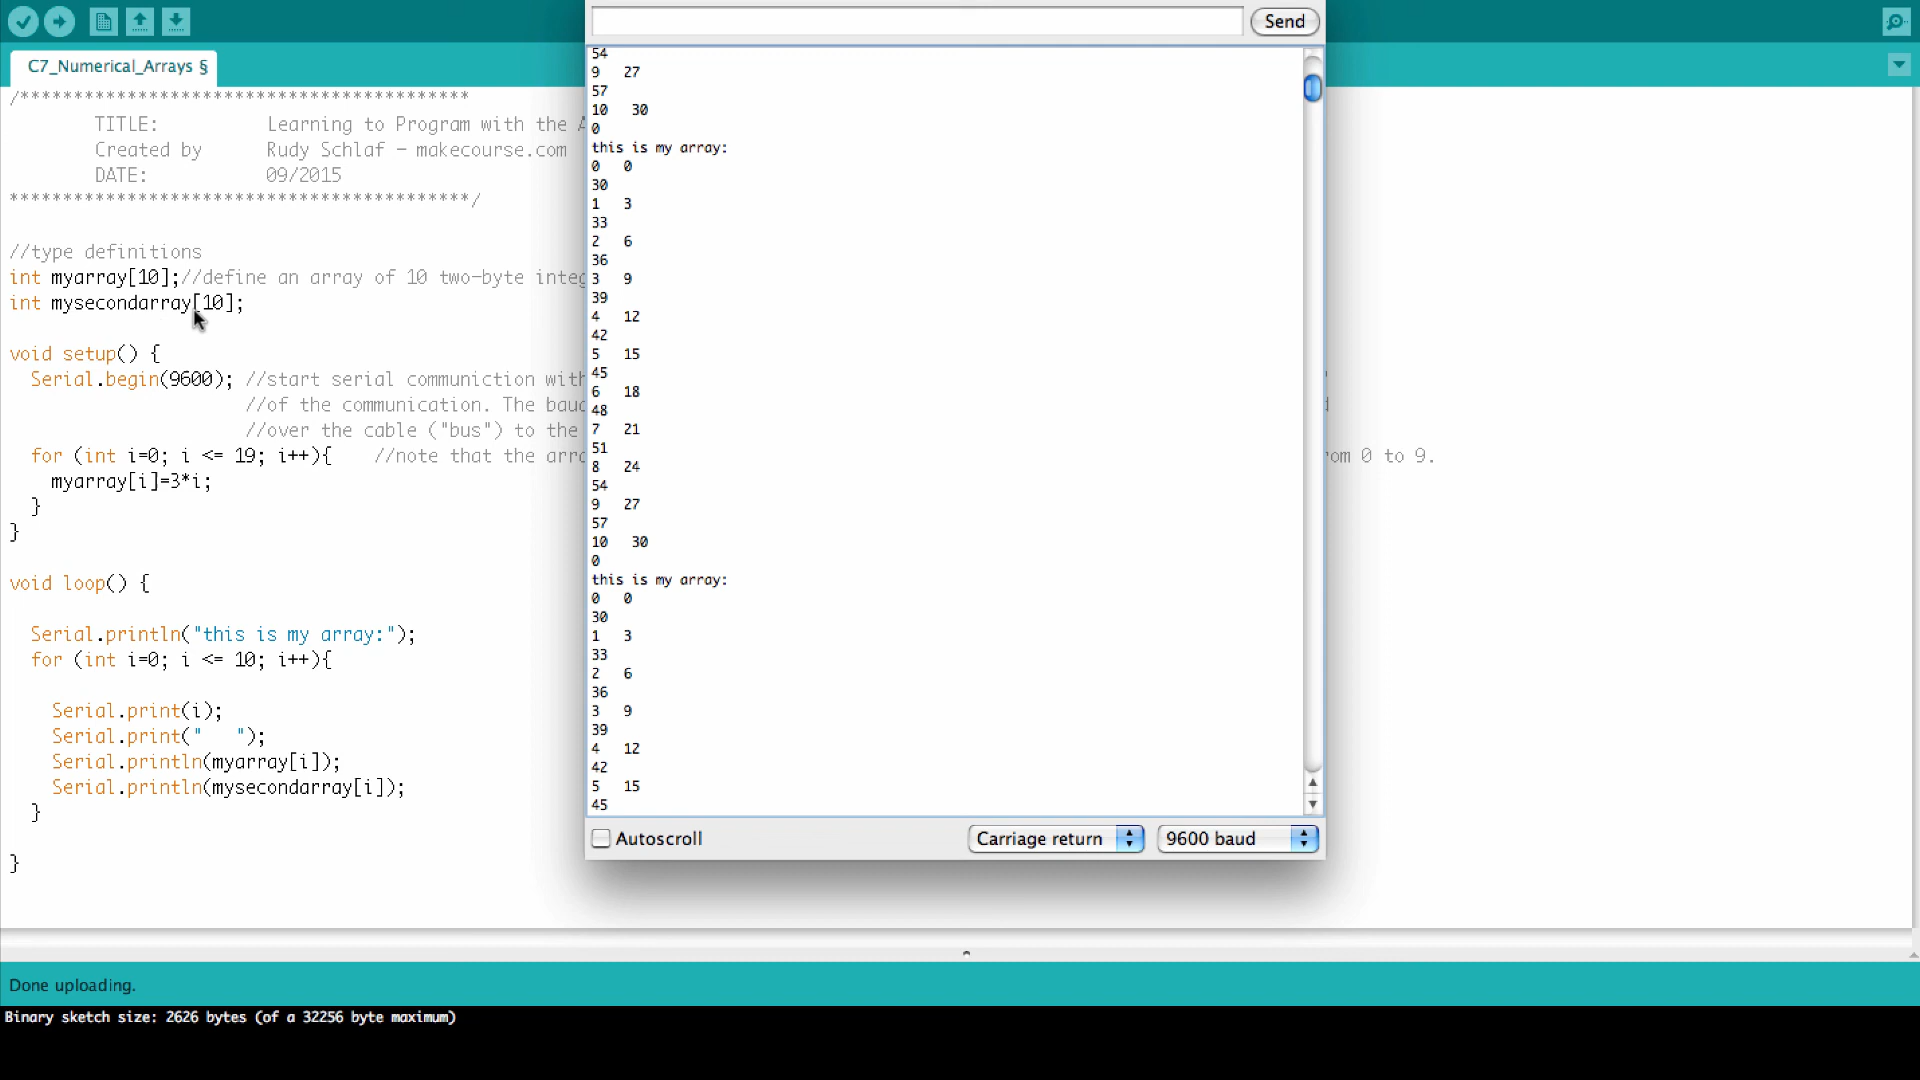 Send
C7_Numerical_Arrays §
/******************************************
TITLE: Learning to Program with the A
Created by Rudy Schlaf - makecourse.com
DATE: 09/2015
*******************************************/
//type definitions
int myarray[10];//define an array of 10 two-byte integ
int mysecondarray[10];
void setup() {
Serial.begin(9600); //start serial communiction with
//of the communication. The baud
//over the cable ("bus") to the
for (int i=0; i <= 19; i++){ //note that the arra om 0 to 9.
myarray[i]=3*i;
}
}
void loop() {
Serial.println("this is my array:");
for (int i=0; i <= 10; i++){
Serial.print(i);
Serial.print("   ");
Serial.println(myarray[i]);
Serial.println(mysecondarray[i]);
}
}
54
9 27
57
10 30
0
this is my array:
0 0
30
1 3
33
2 6
36
3 9
39
4 12
42
5 15
45
6 18
48
7 21
51
8 24
54
9 27
57
10 30
0
this is my array:
0 0
30
1 3
33
2 6
36
3 9
39
4 12
42
5 15
45
Autoscroll
Carriage return
9600 baud
Done uploading.
Binary sketch size: 2626 bytes (of a 32256 byte maximum)